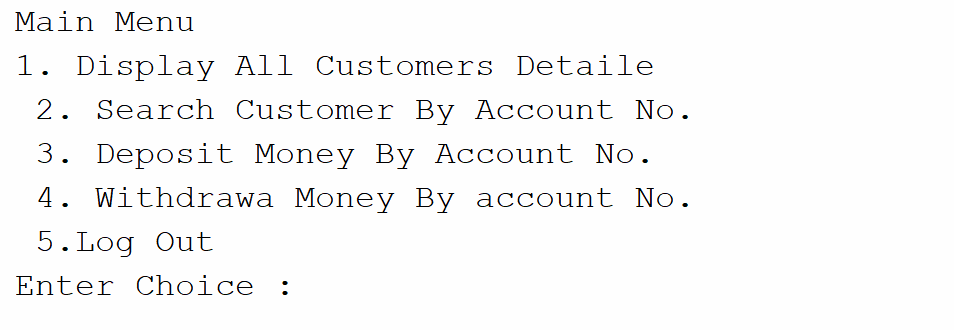 Main Menu
1. Display All Customers Detaile
2. Search Customer By Account No.
3. Deposit Money By Account No.
4. Withdrawa Money By account No.
5.Log Out
Enter Choice :